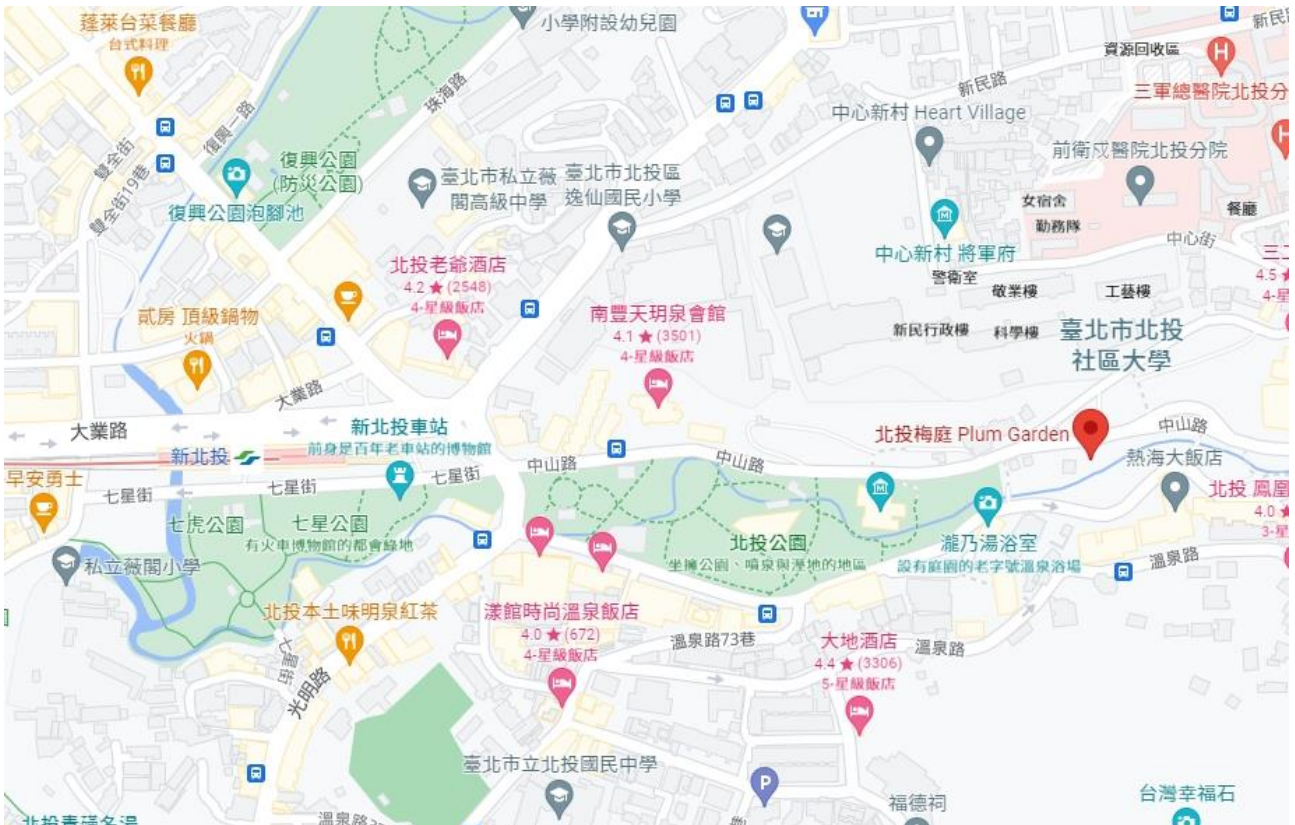 蓬萊台菜餐廳
台式料理
小學附設幼兒園
新民
資源回收區
三軍總醫院北投分
新民路
中心新村 Heart Village
珠海路
復興一路
雙全街
雙全街19巷
復興公園
(防災公園)
復興公園泡腳池
臺北市私立薇
閣高級中學
臺北市北投區
逸仙國民小學
前衛戍醫院北投分院
女宿舍
勤務隊
餐廳
中心街
中心新村 將軍府
警衛室
敬業樓
工藝樓
新民行政樓
科學樓
臺北市北投
社區大學
北投老爺酒店
4.2 ★ (2548)
4-星級飯店
南豐天玥泉會館
4.1 ★ (3501)
4-星級飯店
4.5
4-星
貳房 頂級鍋物
火鍋
大業路
大業路
新北投車站
前身是百年老車站的博物館
新北投
早安勇士
七星街
七星街
七星街
中山路
中山路
中山路
北投梅庭 Plum Garden
熱海大飯店
北投 鳳凰
4.0
3-星
七虎公園
七星公園
有火車博物館的都會綠地
私立薇閣小學
北投公園
坐擁公園、噴泉與溼地的地區
瀧乃湯浴室
設有庭園的老字號溫泉浴場
溫泉路
北投本土味明泉紅茶
七星街
光明路
漾館時尚溫泉飯店
4.0 ★ (672)
4-星級飯店
溫泉路73巷
大地酒店
4.4 ★ (3306)
5-星級飯店
溫泉路
臺北市立北投國民中學
P
福德祠
台灣幸福石
溫泉路